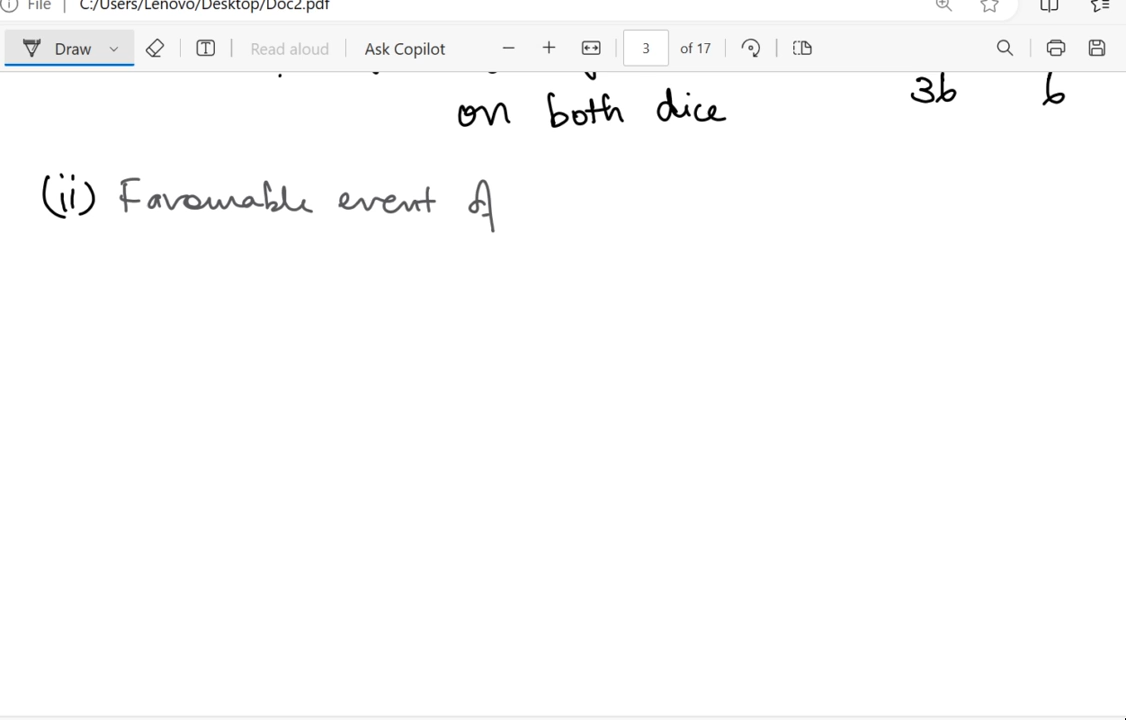 File | C:/Users/Lenovo/Desktop/Doc2.pdf
Draw Read aloud Ask Copilot 3 of 17
36 6
on both dice
(ii) Favourable event of